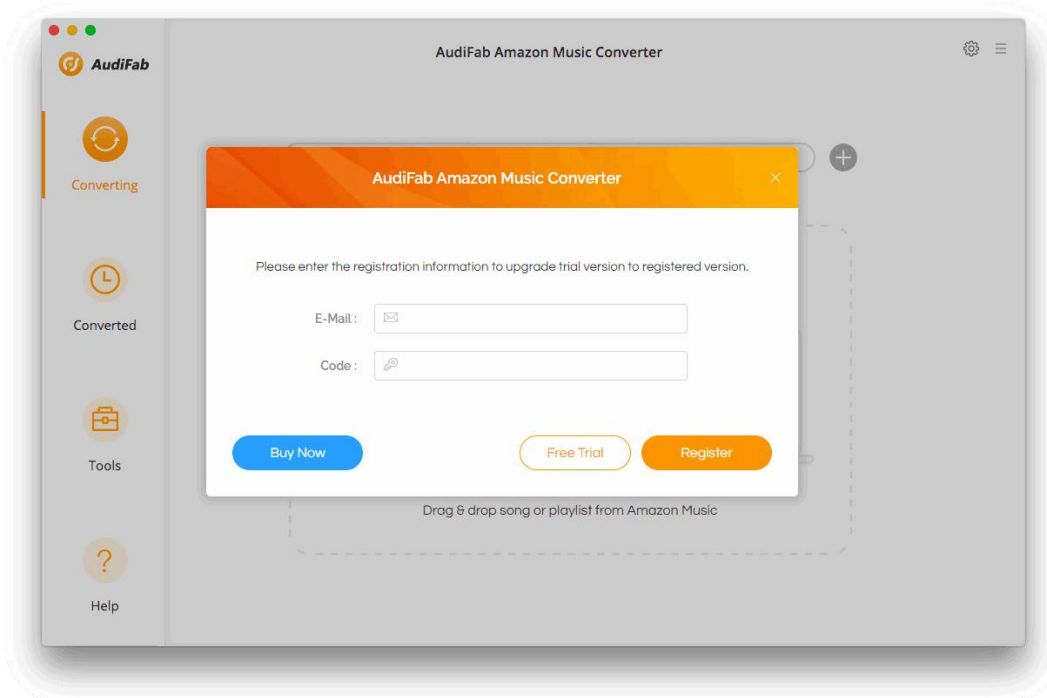 AudiFab
AudiFab Amazon Music Converter
Converting
Converted
Tools
?
Help
AudiFab Amazon Music Converter
Please enter the registration information to upgrade trial version to registered version.
E-Mail :
Code :
Buy Now
Free Trial
Register
Drag & drop song or playlist from Amazon Music